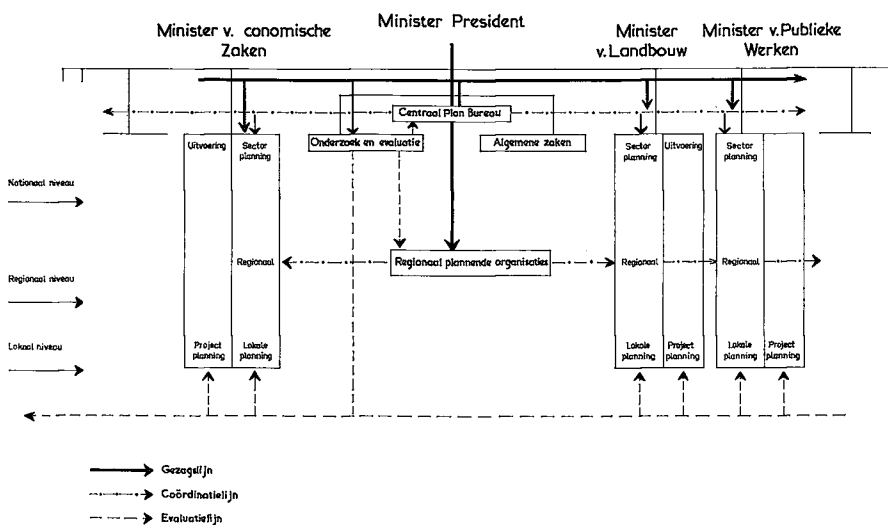 Minister v. conomische
Zaken
Minister President
Minister
v. Landbouw
Minister v. Publieke
Werken
Centraal Plan Bureau
Onderzoek en evaluatie
Algemene zaken
Uitvoering
Sector
planning
Sector
planning
Uitvoering
Sector
planning
Nationaal niveau
Regionaal
Regionaal plannende organisaties
Regionaal
Regionaal
Regionaal niveau
Lokaal niveau
Project
planning
Lokale
planning
Lokale
planning
Project
planning
Lokale
planning
Project
planning
Gezagslijn
Coördinatielijn
Evaluatielijn